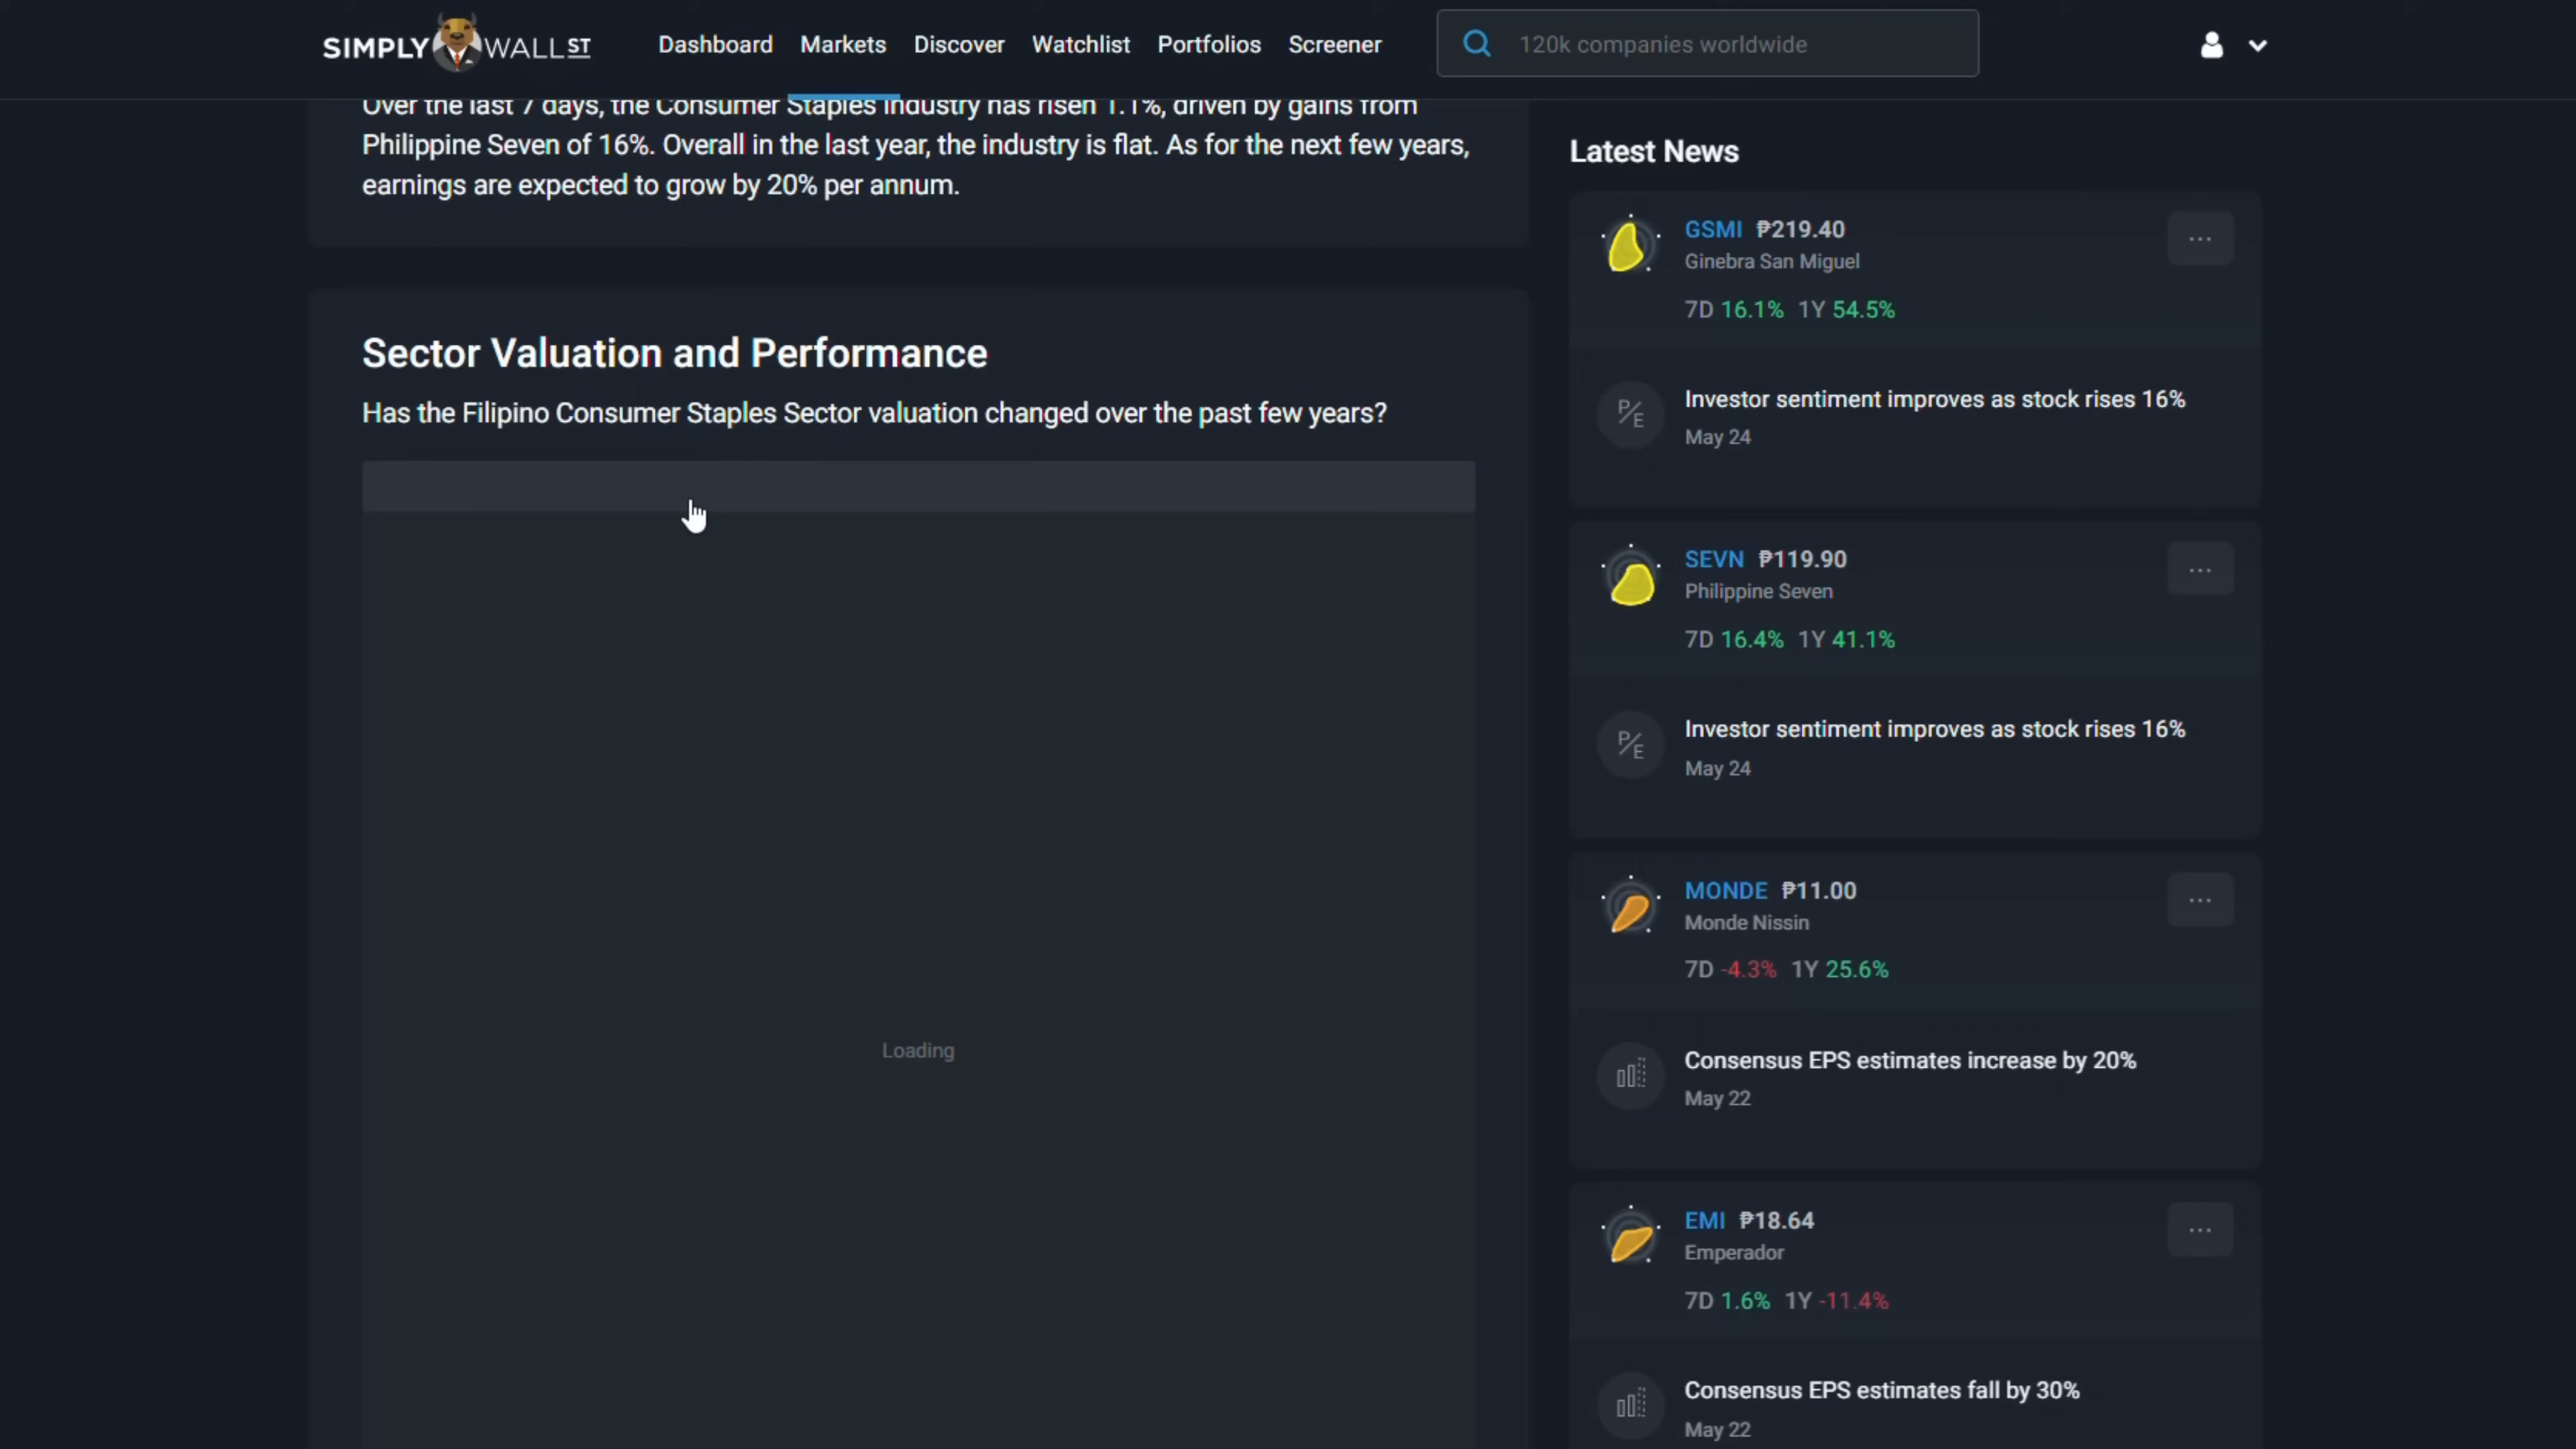 SIMPLY WALL ST
Dashboard Markets Discover Watchlist Portfolios Screener
120k companies worldwide
Over the last 7 days, the Consumer Staples industry has risen 1.1%, driven by gains from
Philippine Seven of 16%. Overall in the last year, the industry is flat. As for the next few years,
earnings are expected to grow by 20% per annum.
Sector Valuation and Performance
Has the Filipino Consumer Staples Sector valuation changed over the past few years?
Loading
Latest News
GSMI ₱219.40
Ginebra San Miguel
7D 16.1% 1Y 54.5%
P/E
Investor sentiment improves as stock rises 16%
May 24
SEVN ₱119.90
Philippine Seven
7D 16.4% 1Y 41.1%
P/E
Investor sentiment improves as stock rises 16%
May 24
MONDE ₱11.00
Monde Nissin
7D -4.3% 1Y 25.6%
Consensus EPS estimates increase by 20%
May 22
EMI ₱18.64
Emperador
7D 1.6% 1Y -11.4%
Consensus EPS estimates fall by 30%
May 22